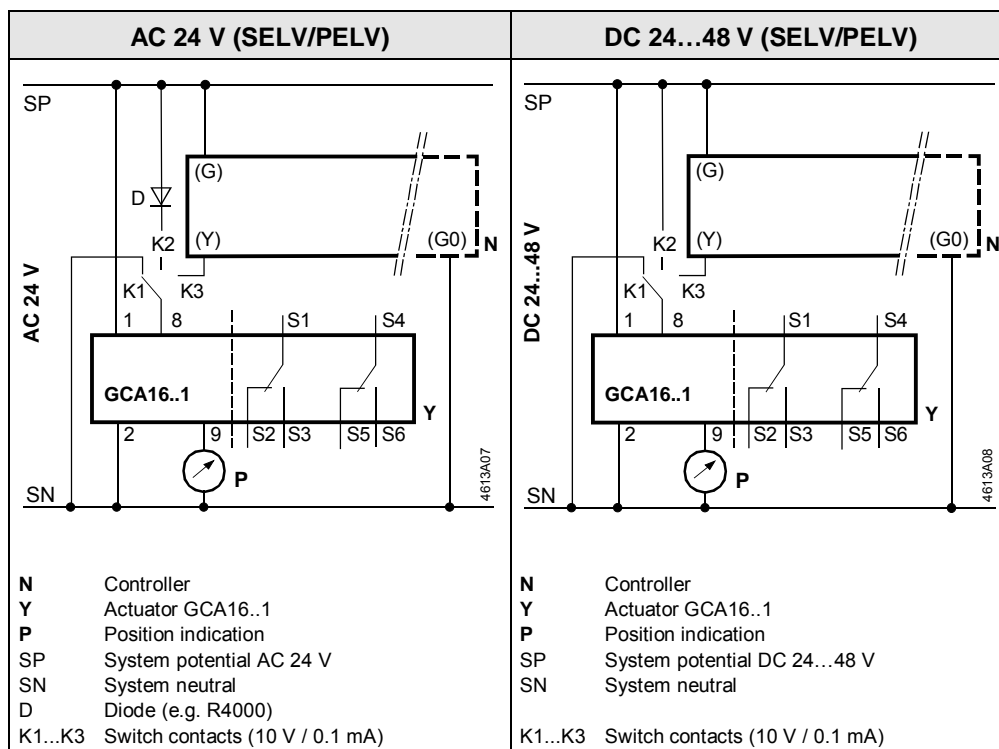 AC 24 V (SELV/PELV)
SP
(G)
D
K2
(Y)
(G0)
N
K1
K3
AC 24 V
1
8
S1
S4
GCA16..1
Y
2
9
S2
S3
S5
S6
P
SN
4613A07
N Controller
Y Actuator GCA16..1
P Position indication
SP System potential AC 24 V
SN System neutral
D Diode (e.g. R4000)
K1...K3 Switch contacts (10 V / 0.1 mA)
DC 24…48 V (SELV/PELV)
SP
(G)
K2
(Y)
(G0)
N
K1
K3
DC 24...48 V
1
8
S1
S4
GCA16..1
Y
2
9
S2
S3
S5
S6
P
SN
4613A08
N Controller
Y Actuator GCA16..1
P Position indication
SP System potential DC 24…48 V
SN System neutral
K1...K3 Switch contacts (10 V / 0.1 mA)